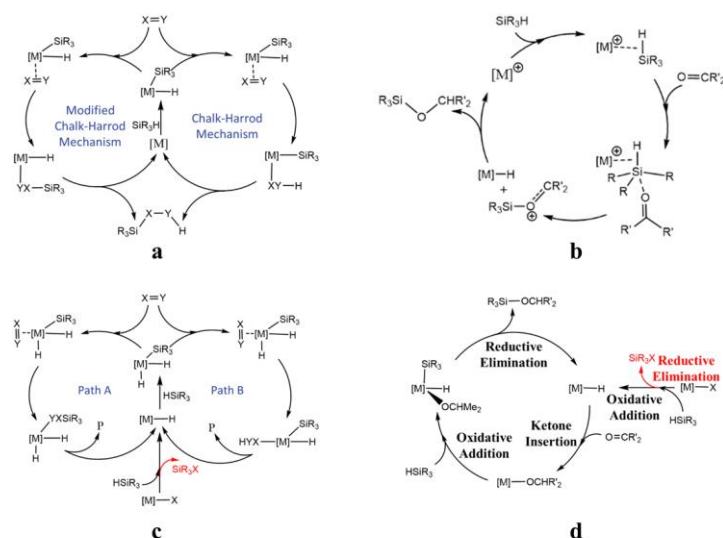 X=Y
SiR₃
[M]
H
X=Y
SiR₃
[M]—H
SiR₃
[M]
H
X=Y
Modified
Chalk-Harrod
Mechanism
SiR₃H
[M]
Chalk-Harrod
Mechanism
[M]—H
YX—SiR₃
[M]—SiR₃
XY—H
R₃Si X—Y H
a
SiR₃H
[M]⊕
H
SiR₃
[M]⊕
O=CR'₂
R₃Si O CHR'₂
[M]⊕
H
R Si R
R
O
R' R'
[M]—H
+
R₃Si O CR'₂
⊕
b
X=Y
X
Y
[M] SiR₃
H
H
SiR₃
[M]—H
H
X
Y
[M] SiR₃
H
H
HSiR₃
Path A
Path B
[M]—H
YXSiR₃
[M]—H
H
P
P
SiR₃
HYX—[M]—H
HSiR₃
SiR₃X
[M]—X
c
R₃Si—OCHR'₂
Reductive
Elimination
SiR₃
[M] H
OCHMe₂
[M]—H
SiR₃X
Reductive
Elimination
[M]—X
Oxidative
Addition
HSiR₃
Ketone
Insertion
O=CR'₂
Oxidative
Addition
HSiR₃
[M]—OCHR'₂
d